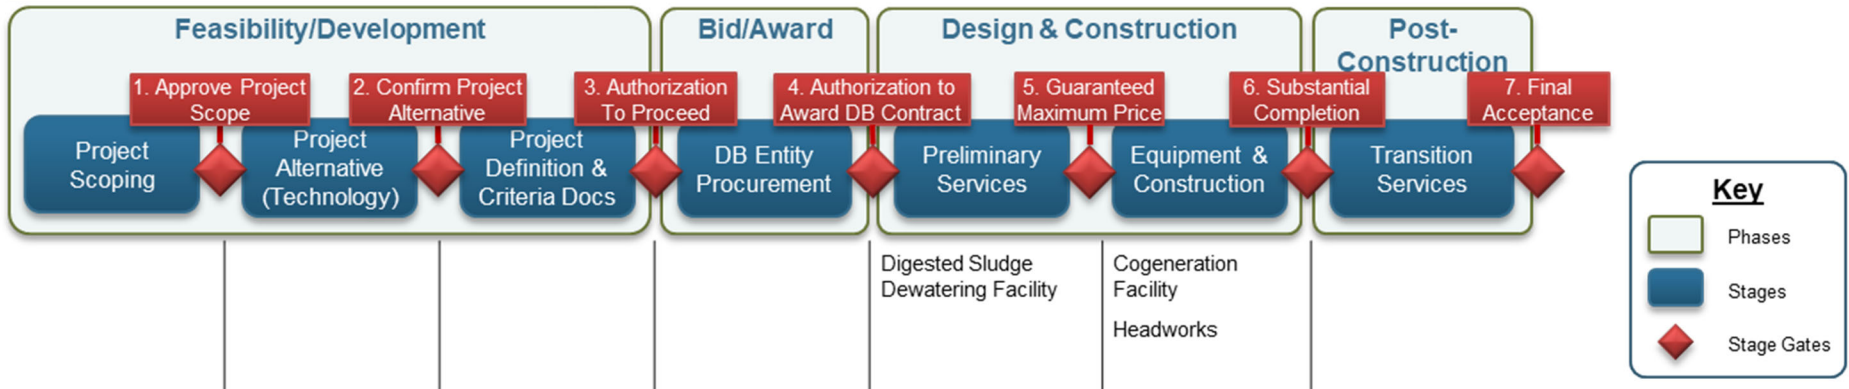 Feasibility/Development
Bid/Award
Design & Construction
Post-
Construction
1. Approve Project
Scope
2. Confirm Project
Alternative
3. Authorization
To Proceed
4. Authorization to
Award DB Contract
5. Guaranteed
Maximum Price
6. Substantial
Completion
7. Final
Acceptance
Project
Scoping
Project
Alternative
(Technology)
Project
Definition &
Criteria Docs
DB Entity
Procurement
Preliminary
Services
Equipment &
Construction
Transition
Services
Digested Sludge
Dewatering Facility
Cogeneration
Facility
Headworks
Key
Phases
Stages
Stage Gates